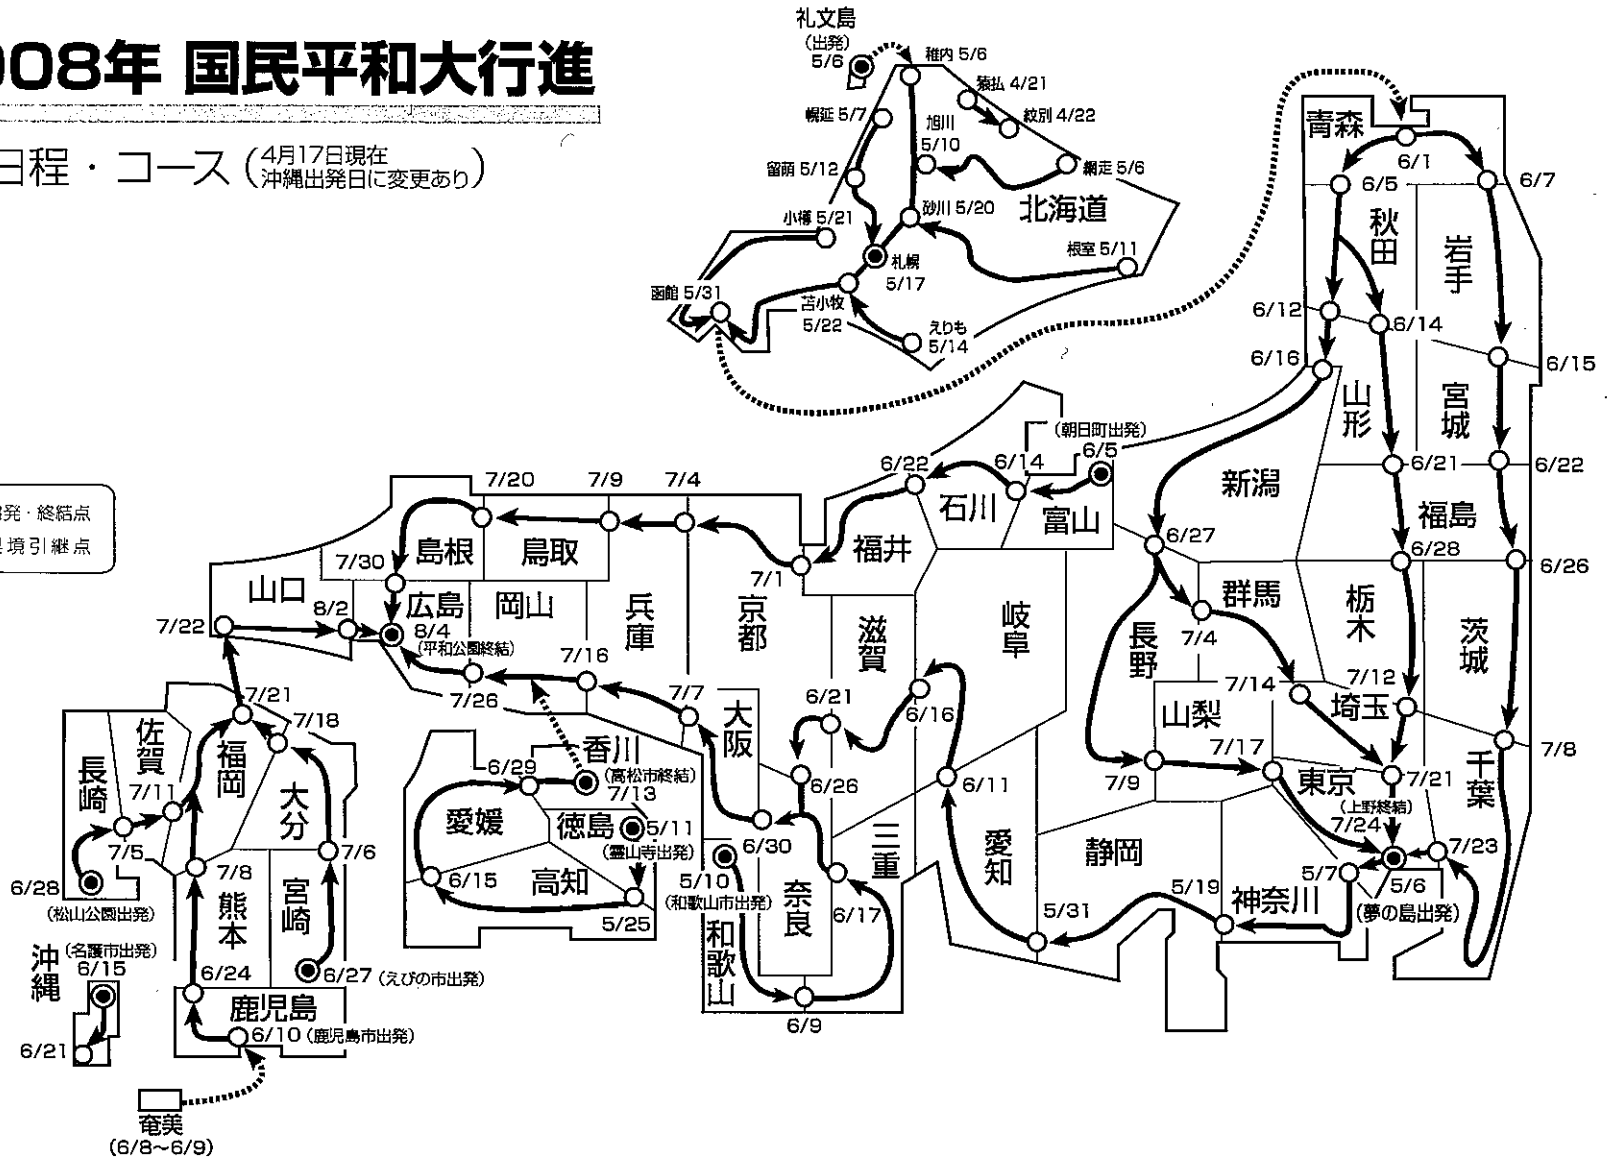 008年 国民平和大行進
日程・コース(4月17日現在
沖縄出発日に変更あり)
発・終結点
境引継点
礼文島
(出発)
5/6
稚内 5/6
猿払 4/21
紋別 4/22
幌延 5/7
旭川
5/10
留萌 5/12
網走 5/6
小樽 5/21
砂川 5/20
北海道
札幌
5/17
根室 5/11
函館 5/31
苫小牧
5/22
えりも
5/14
青森
6/1
6/5
6/7
秋田
岩手
6/12
6/14
6/15
6/16
山形
宮城
6/21
6/22
新潟
福島
6/27
6/28
6/26
(朝日町出発)
6/5
6/14
6/22
石川
富山
福井
7/20
7/9
7/4
7/1
島根
鳥取
7/30
山口
8/2
7/22
広島
8/4
(平和公園終結)
岡山
兵庫
京都
滋賀
岐阜
7/16
7/26
7/7
大阪
6/21
6/16
6/26
6/11
6/30
群馬
栃木
茨城
長野
7/4
7/14
7/12
埼玉
山梨
7/9
7/17
東京
7/21
7/8
千葉
(上野終結)
7/24
7/23
5/7
5/6
(夢の島出発)
神奈川
静岡
5/19
5/31
愛知
三重
6/17
奈良
5/10
(和歌山市出発)
和歌山
6/9
香川
(高松市終結)
7/13
6/29
愛媛
徳島
5/11
(霊山寺出発)
6/15
高知
5/25
7/21
7/18
佐賀
福岡
長崎
7/11
大分
7/5
7/8
7/6
6/28
(松山公園出発)
熊本
宮崎
6/24
6/27 (えびの市出発)
鹿児島
6/10 (鹿児島市出発)
沖縄
(名護市出発)
6/15
6/21
奄美
(6/8~6/9)